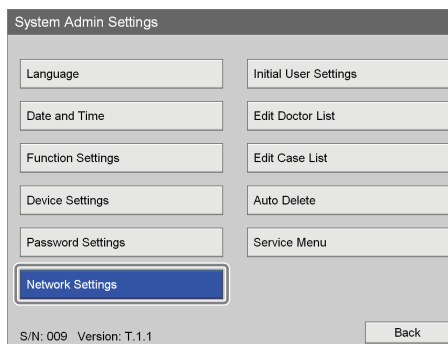 System Admin Settings
Language
Initial User Settings
Date and Time
Edit Doctor List
Function Settings
Edit Case List
Device Settings
Auto Delete
Password Settings
Service Menu
Network Settings
S/N: 009 Version: T.1.1
Back